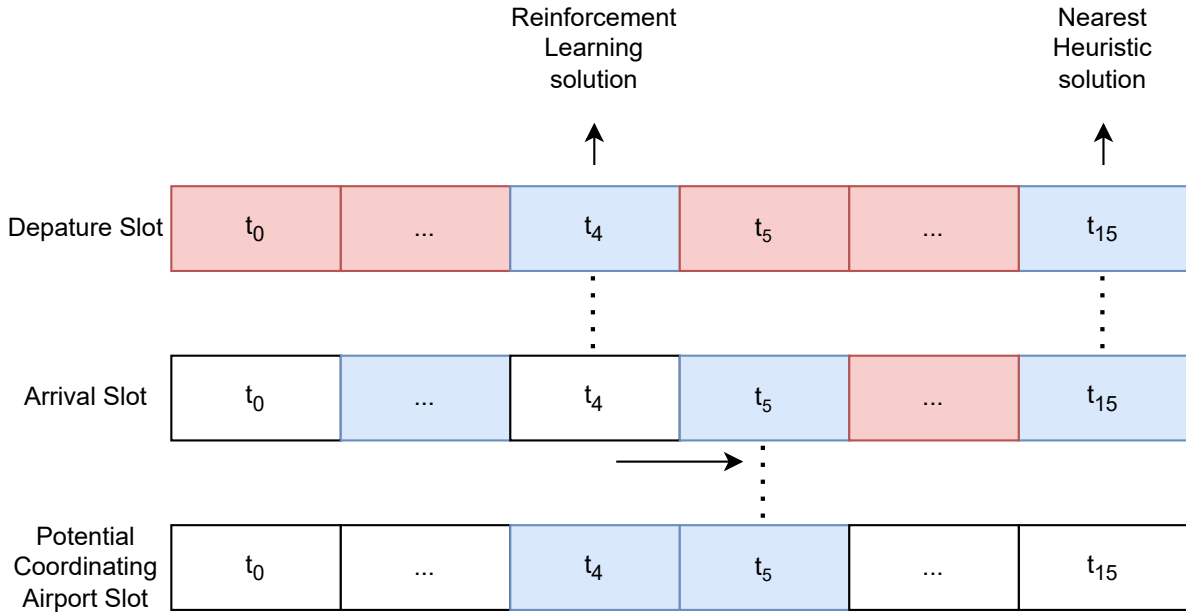 Reinforcement
Learning
solution
Nearest
Heuristic
solution
Depature Slot
t0
...
t4
t5
...
t15
Arrival Slot
t0
...
t4
t5
...
t15
Potential
Coordinating
Airport Slot
t0
...
t4
t5
...
t15